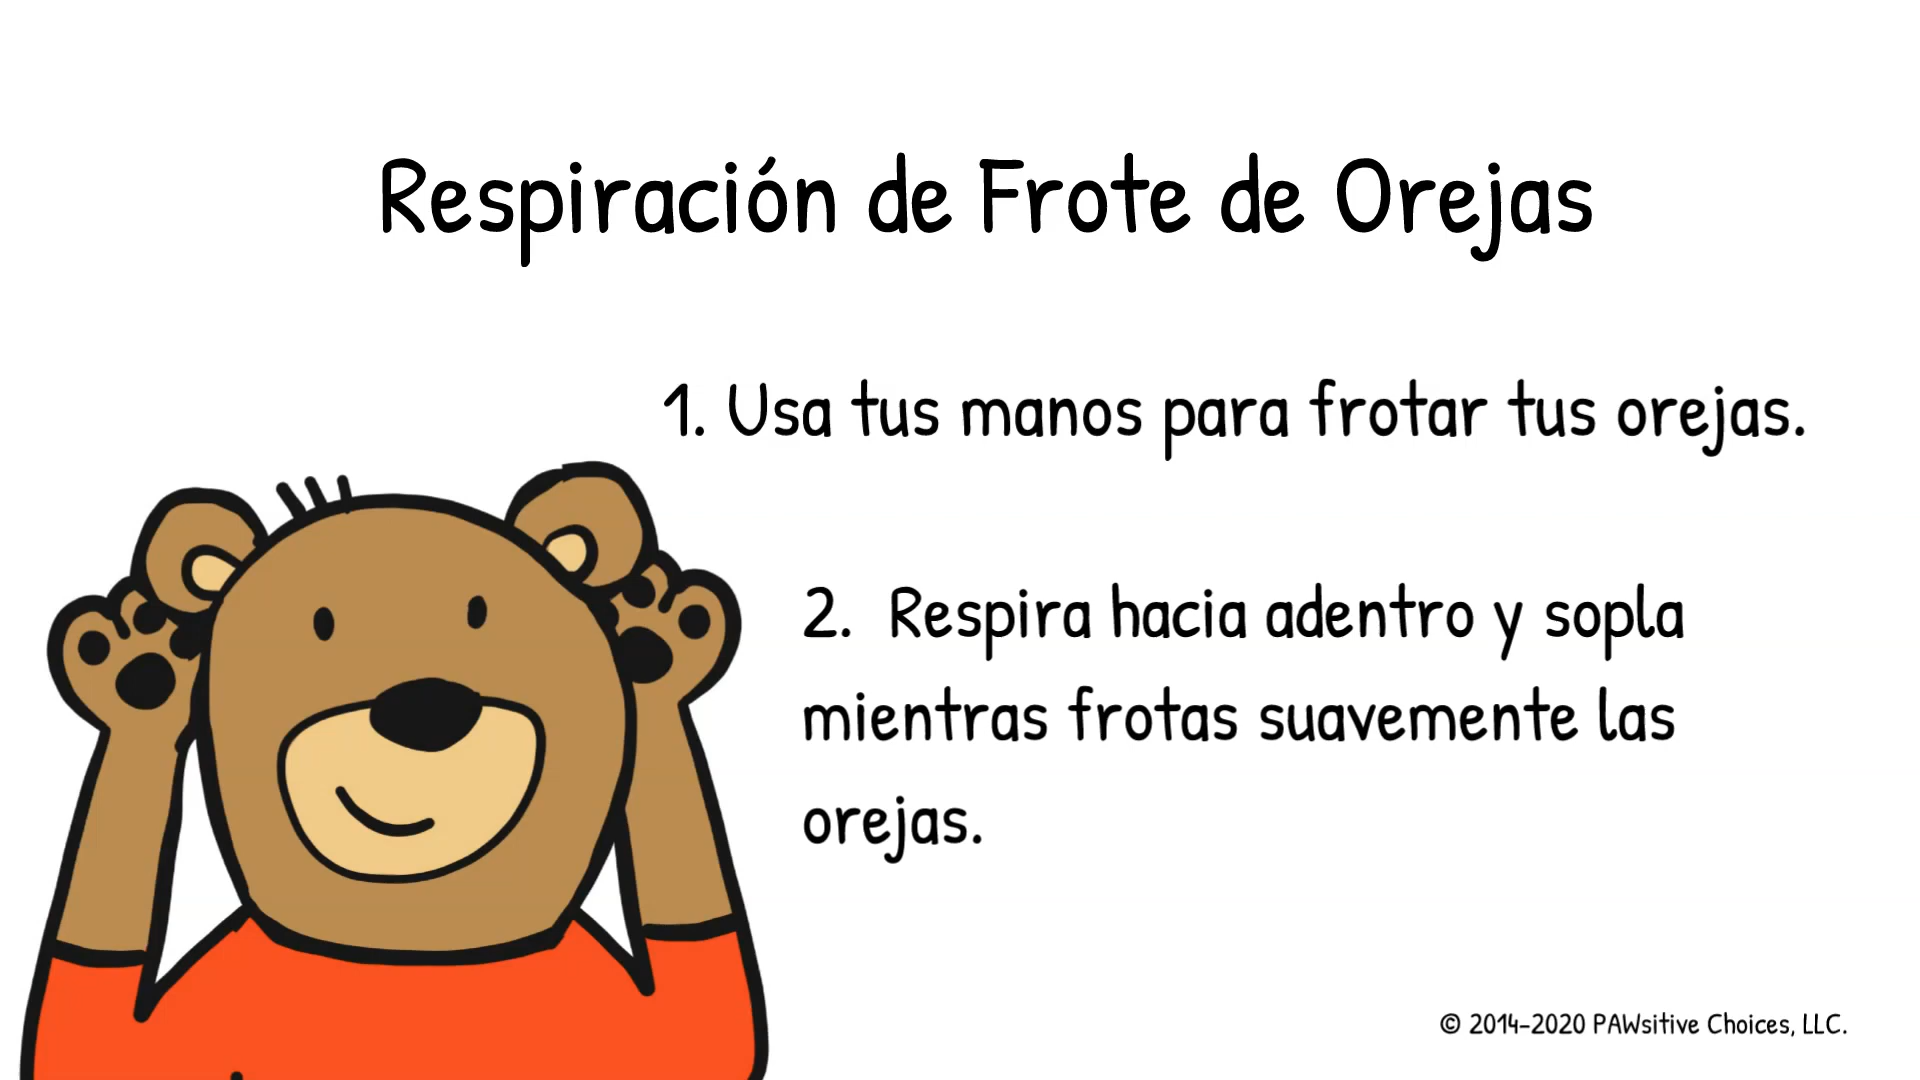 Respiración de Frote de Orejas
1. Usa tus manos para frotar tus orejas.
2. Respira hacia adentro y sopla
mientras frotas suavemente las
orejas.
© 2014-2020 PAWsitive Choices, LLC.